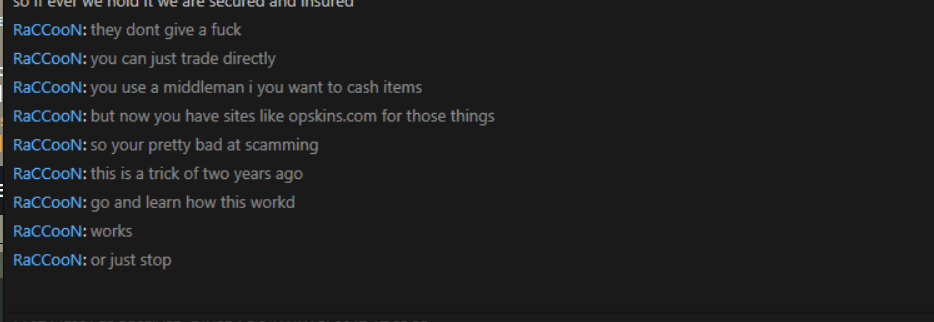 so if ever we hold it we are secured and insured
RaCCooN: they dont give a fuck
RaCCooN: you can just trade directly
RaCCooN: you use a middleman i you want to cash items
RaCCooN: but now you have sites like opskins.com for those things
RaCCooN: so your pretty bad at scamming
RaCCooN: this is a trick of two years ago
RaCCooN: go and learn how this workd
RaCCooN: works
RaCCooN: or just stop